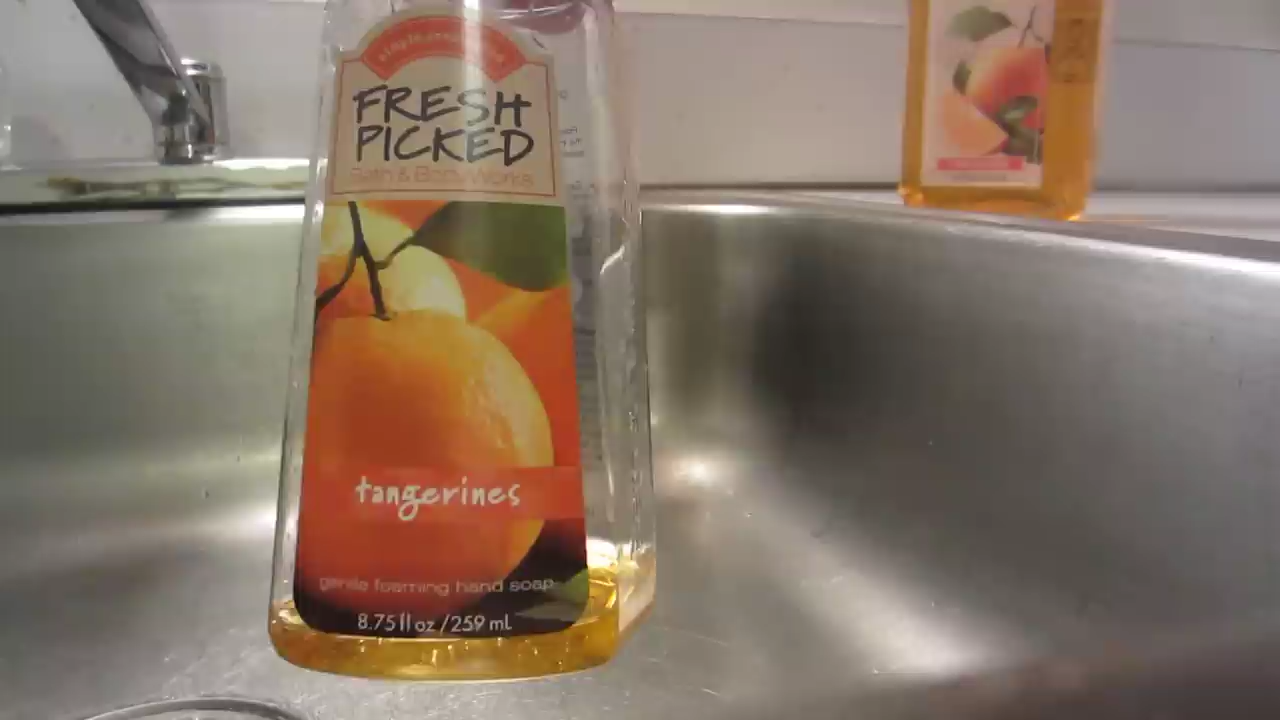 FRESH
PICKED
Bath & Body Works
tangerines
gentle foaming hand soap
8.75 fl oz / 259 mL